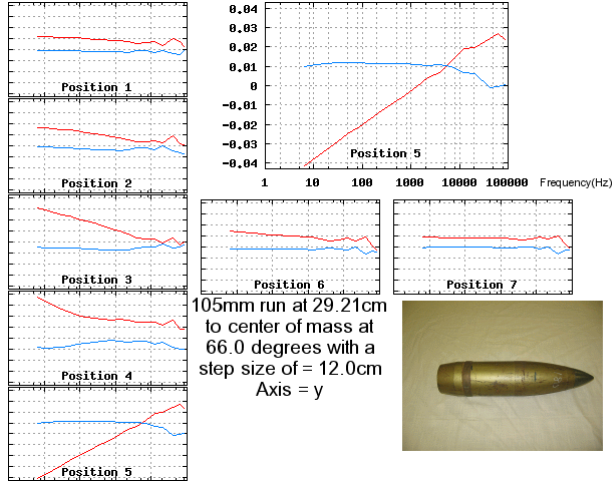 Position 1
Position 2
Position 3
Position 4
Position 5
0.04
0.03
0.02
0.01
0
-0.01
-0.02
-0.03
-0.04
Position 5
1 10 100 1000 10000 100000 Frequency(Hz)
Position 6
Position 7
105mm run at 29.21cm
to center of mass at
66.0 degrees with a
step size of = 12.0cm
Axis = y